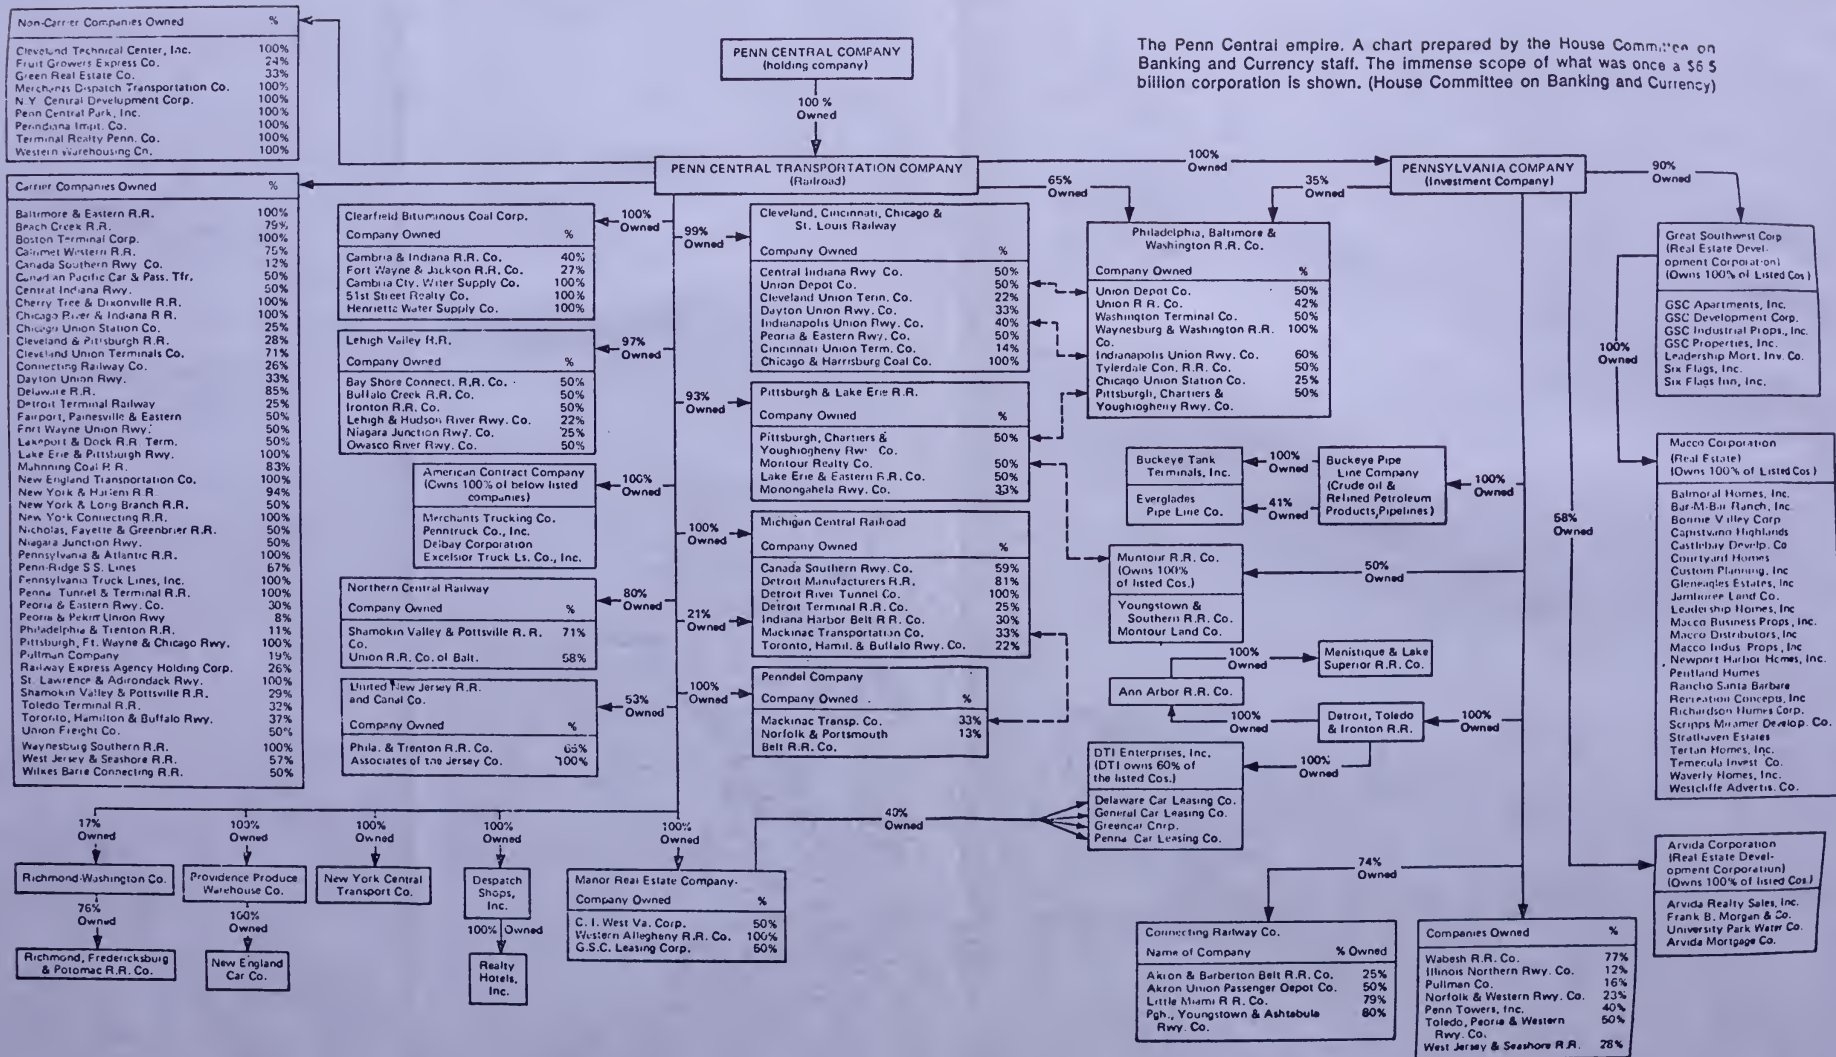 The Penn Central empire. A chart prepared by the House Committee on
Banking and Currency staff. The immense scope of what was once a $6 5
billion corporation is shown. (House Committee on Banking and Currency)
PENN CENTRAL COMPANY
(holding company)
100 %
Owned
PENN CENTRAL TRANSPORTATION COMPANY
(Railroad)
100%
Owned
PENNSYLVANIA COMPANY
(Investment Company)
Non-Carrier Companies Owned %
Cleveland Technical Center, Inc. 100%
Fruit Growers Express Co. 24%
Green Real Estate Co. 33%
Merchants Dispatch Transportation Co. 100%
N.Y. Central Development Corp. 100%
Penn Central Park, Inc. 100%
Penndiana Impt. Co. 100%
Terminal Realty Penn. Co. 100%
Western Warehousing Co. 100%
Carrier Companies Owned %
Baltimore & Eastern R.R. 100%
Beach Creek R.R. 79%
Boston Terminal Corp. 100%
Calumet Western R.R. 75%
Canada Southern Rwy Co. 12%
Canadian Pacific Car & Pass. Tfr. 50%
Central Indiana Rwy. 50%
Cherry Tree & Dixonville R.R. 100%
Chicago River & Indiana R R. 100%
Chicago Union Station Co. 25%
Cleveland & Pittsburgh R.R. 28%
Cleveland Union Terminals Co. 71%
Connecting Railway Co. 26%
Dayton Union Rwy. 33%
Delaware R.R. 85%
Detroit Terminal Railway 25%
Fairport, Painesville & Eastern 50%
Fort Wayne Union Rwy. 50%
Lakeport & Dock R.R. Term. 50%
Lake Erie & Pittsburgh Rwy. 100%
Mahoning Coal R.R. 83%
New England Transportation Co. 100%
New York & Harlem R.R. 94%
New York & Long Branch R.R. 50%
New York Connecting R.R. 100%
Nicholas, Fayette & Greenbrier R.R. 50%
Niagara Junction Rwy. 50%
Pennsylvania & Atlantic R.R. 100%
Penn-Ridge S S. Lines 67%
Pennsylvania Truck Lines, Inc. 100%
Penna. Tunnel & Terminal R.R. 100%
Peoria & Eastern Rwy. Co. 30%
Peoria & Pekin Union Rwy 8%
Philadelphia & Trenton R.R. 11%
Pittsburgh, Ft. Wayne & Chicago Rwy. 100%
Pullman Company 19%
Railway Express Agency Holding Corp. 26%
St. Lawrence & Adirondack Rwy. 100%
Shamokin Valley & Pottsville R.R. 29%
Toledo Terminal R.R. 32%
Toronto, Hamilton & Buffalo Rwy. 37%
Union Freight Co. 50%
Waynesburg Southern R.R. 100%
West Jersey & Seashore R.R. 57%
Wilkes Barre Connecting R.R. 50%
100%
Owned
Clearfield Bituminous Coal Corp.
Company Owned %
Cambria & Indiana R.R. Co. 40%
Fort Wayne & Jackson R.R. Co. 27%
Cambria Cty. Water Supply Co. 100%
51st Street Realty Co. 100%
Henrietta Water Supply Co. 100%
97%
Owned
Lehigh Valley R.R.
Company Owned %
Bay Shore Connect. R.R. Co. 50%
Buffalo Creek R.R. Co. 50%
Ironton R.R. Co. 50%
Lehigh & Hudson River Rwy. Co. 22%
Niagara Junction Rwy. Co. 25%
Owasco River Rwy. Co. 50%
100%
Owned
American Contract Company
(Owns 100% of below listed
companies)
Merchants Trucking Co.
Penntruck Co., Inc.
Delbay Corporation
Excelsior Truck Ls. Co., Inc.
80%
Owned
Northern Central Railway
Company Owned %
Shamokin Valley & Pottsville R. R. 71%
Co.
Union R.R. Co. of Balt. 58%
53%
Owned
United New Jersey R.R.
and Canal Co.
Company Owned %
Phila. & Trenton R.R. Co.
Associates of the Jersey Co. 100%
99%
Owned
Cleveland, Cincinnati, Chicago &
St. Louis Railway
Company Owned %
Central Indiana Rwy Co. 50%
Union Depot Co. 50%
Cleveland Union Term. Co. 22%
Dayton Union Rwy. Co. 33%
Indianapolis Union Rwy. Co. 40%
Peoria & Eastern Rwy. Co. 50%
Cincinnati Union Term. Co. 14%
Chicago & Harrisburg Coal Co. 100%
93%
Owned
Pittsburgh & Lake Erie R.R.
Company Owned %
Pittsburgh, Chartiers & 50%
Youghiogheny Rwy Co.
Montour Realty Co. 50%
Lake Erie & Eastern R.R. Co. 50%
Monongahela Rwy. Co. 33%
100%
Owned
21%
Owned
Michigan Central Railroad
Company Owned %
Canada Southern Rwy. Co. 59%
Detroit Manufacturers R.R. 81%
Detroit River Tunnel Co. 100%
Detroit Terminal R.R. Co. 25%
Indiana Harbor Belt R R. Co. 30%
Mackinac Transportation Co. 33%
Toronto, Hamil. & Buffalo Rwy. Co. 22%
100%
Owned
Penndel Company
Company Owned . %
Mackinac Transp. Co. 33%
Norfolk & Portsmouth 13%
Belt R.R. Co.
65%
Owned
35%
Owned
Philadelphia, Baltimore &
Washington R.R. Co.
Company Owned %
Union Depot Co. 50%
Union R R. Co. 42%
Washington Terminal Co. 50%
Waynesburg & Washington R.R. 100%
Co.
Indianapolis Union Rwy. Co. 60%
Tylerdale Con. R.R. Co. 50%
Chicago Union Station Co. 25%
Pittsburgh, Chartiers & 50%
Youghiogheny Rwy. Co.
Buckeye Tank
Terminals, Inc.
100%
Owned
Everglades
Pipe Line Co.
41%
Owned
Buckeye Pipe
Line Company
(Crude oil &
Refined Petroleum
Products,Pipelines)
100%
Owned
Montour R.R. Co.
(Owns 100%
of listed Cos.)
Youngstown &
Southern R.R. Co.
Montour Land Co.
50%
Owned
100%
Owned
Menistique & Lake
Superior R.R. Co.
Ann Arbor R.R. Co.
100%
Owned
Detroit, Toledo
& Ironton R.R.
100%
Owned
DTI Enterprises, Inc.
(DTI owns 60% of
the listed Cos.)
100%
Owned
Delaware Car Leasing Co.
General Car Leasing Co.
Greencar Corp.
Penna Car Leasing Co.
40%
Owned
90%
Owned
Great Southwest Corp
(Real Estate Devel-
opment Corporation)
(Owns 100% of Listed Cos)
GSC Apartments, Inc.
GSC Development Corp.
GSC Industrial Props., Inc.
GSC Properties, Inc.
Leadership Mort. Inv. Co.
Six Flags, Inc.
Six Flags Inn, Inc.
100%
Owned
Macco Corporation
(Real Estate)
(Owns 100% of Listed Cos)
Balmoral Homes, Inc.
Bar-M-Bar Ranch, Inc.
Bonnie Valley Corp
Capistrano Highlands
Castlebay Develp. Co
Courtyard Homes
Custom Planning, Inc
Gleneagles Estates, Inc
Jamboree Land Co.
Leadership Homes, Inc
Macco Business Props, Inc.
Macco Distributors, Inc
Macco Indus Props, Inc
Newport Harbor Homes, Inc.
Pentland Homes
Rancho Santa Barbara
Recreation Concepts, Inc
Richardson Homes Corp.
Scripps Miramer Develop. Co.
Strathaven Estates
Tartan Homes, Inc.
Temecula Invest Co.
Waverly Homes, Inc.
Westcliffe Advertis. Co.
58%
Owned
Arvida Corporation
(Real Estate Devel-
opment Corporation)
(Owns 100% of listed Cos)
Arvida Realty Sales, Inc.
Frank B. Morgan & Co.
University Park Water Co.
Arvida Mortgage Co.
17%
Owned
Richmond-Washington Co.
76%
Owned
Richmond, Fredericksburg
& Potomac R.R. Co.
Owned
Providence Produce
Warehouse Co.
100%
Owned
New England
Car Co.
100%
Owned
New York Central
Transport Co.
100%
Owned
Despatch
Shops,
Inc.
100% Owned
Realty
Hotels,
Inc.
100%
Owned
Manor Real Estate Company
Company Owned %
C. I. West Va. Corp. 50%
Western Allegheny R.R. Co. 100%
G.S.C. Leasing Corp. 50%
74%
Owned
Connecting Railway Co.
Name of Company % Owned
Akron & Barberton Belt R.R. Co. 25%
Akron Union Passenger Depot Co. 50%
Little Miami R R. Co. 79%
Pgh., Youngstown & Ashtabula 80%
Rwy. Co.
Companies Owned %
Wabash R.R. Co. 77%
Illinois Northern Rwy. Co. 12%
Pullman Co. 16%
Norfolk & Western Rwy. Co. 23%
Penn Towers, Inc. 40%
Toledo, Peoria & Western 50%
Rwy. Co.
West Jersey & Seashore R.R. 28%